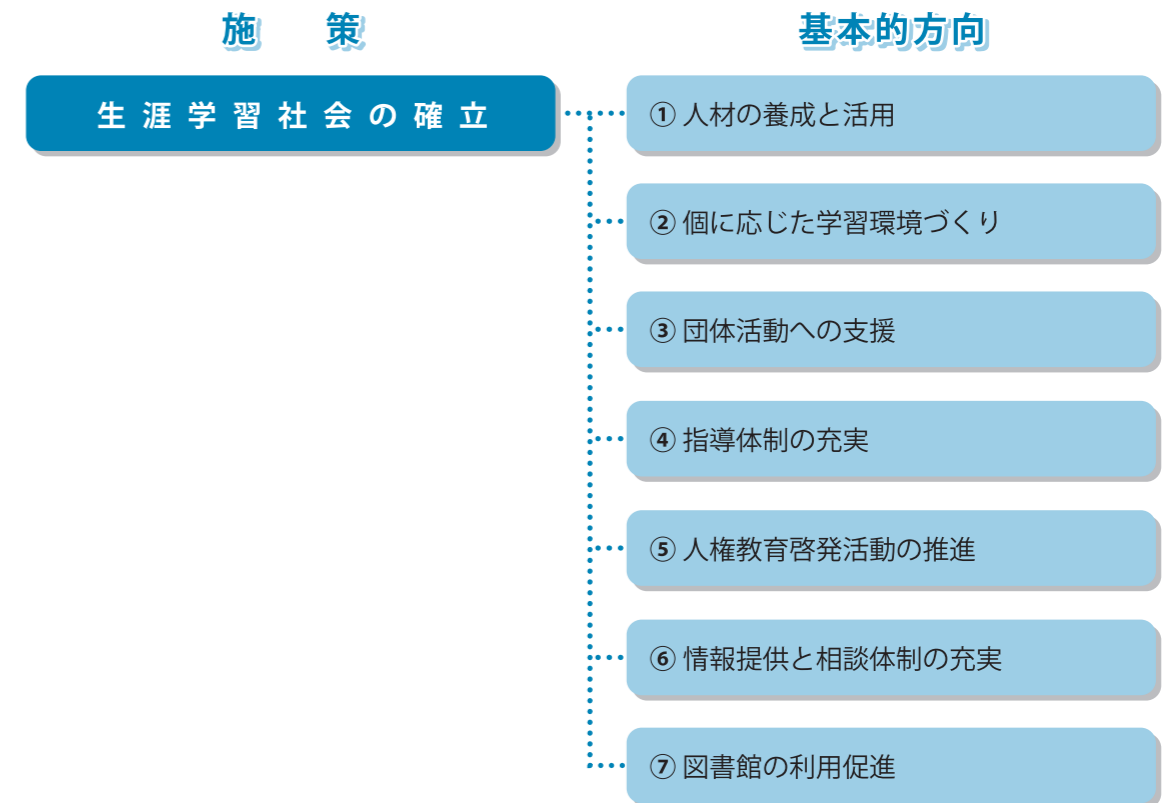 施　策
基本的方向
生涯学習社会の確立
① 人材の養成と活用
② 個に応じた学習環境づくり
③ 団体活動への支援
④ 指導体制の充実
⑤ 人権教育啓発活動の推進
⑥ 情報提供と相談体制の充実
⑦ 図書館の利用促進